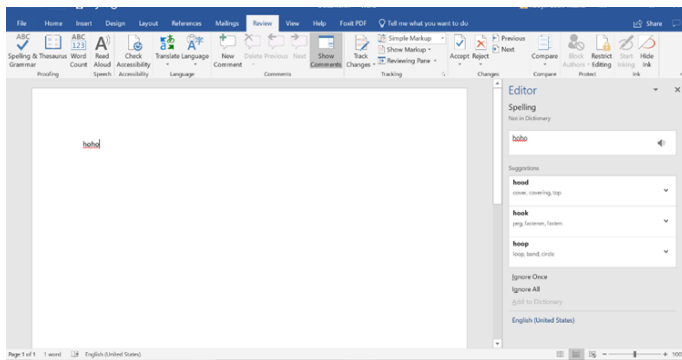 File Home Insert Design Layout References Mailings Review View Help Foxit PDF Tell me what you want to do Share
ABC ABC 123 A
Spelling & Grammar Thesaurus Word Count Read Aloud Check Accessibility Translate Language New Comment Delete Previous Next Show Comments Track Changes Simple Markup Show Markup Reviewing Pane Accept Reject Previous Next Compare Block Authors Restrict Editing Start Inking Hide Ink
Proofing Speech Accessibility Language Comments Tracking Changes Compare Protect Ink
hoho
Editor
Spelling
Not in Dictionary
hoho
Suggestions
hood
cover, covering, top
hook
peg, fastener, fasten
hoop
loop, band, circle
Ignore Once
Ignore All
Add to Dictionary
English (United States)
Page 1 of 1 1 word English (United States) 100